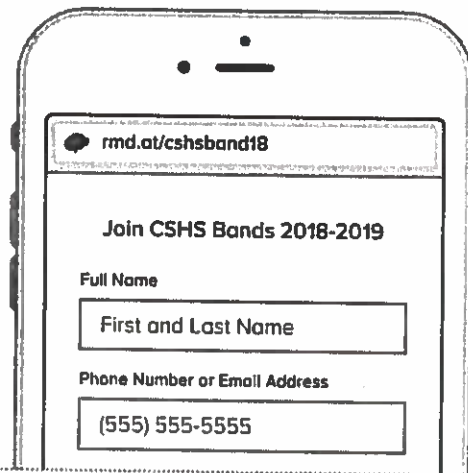 rmd.at/cshsband18
Join CSHS Bands 2018-2019
Full Name
First and Last Name
Phone Number or Email Address
(555) 555-5555